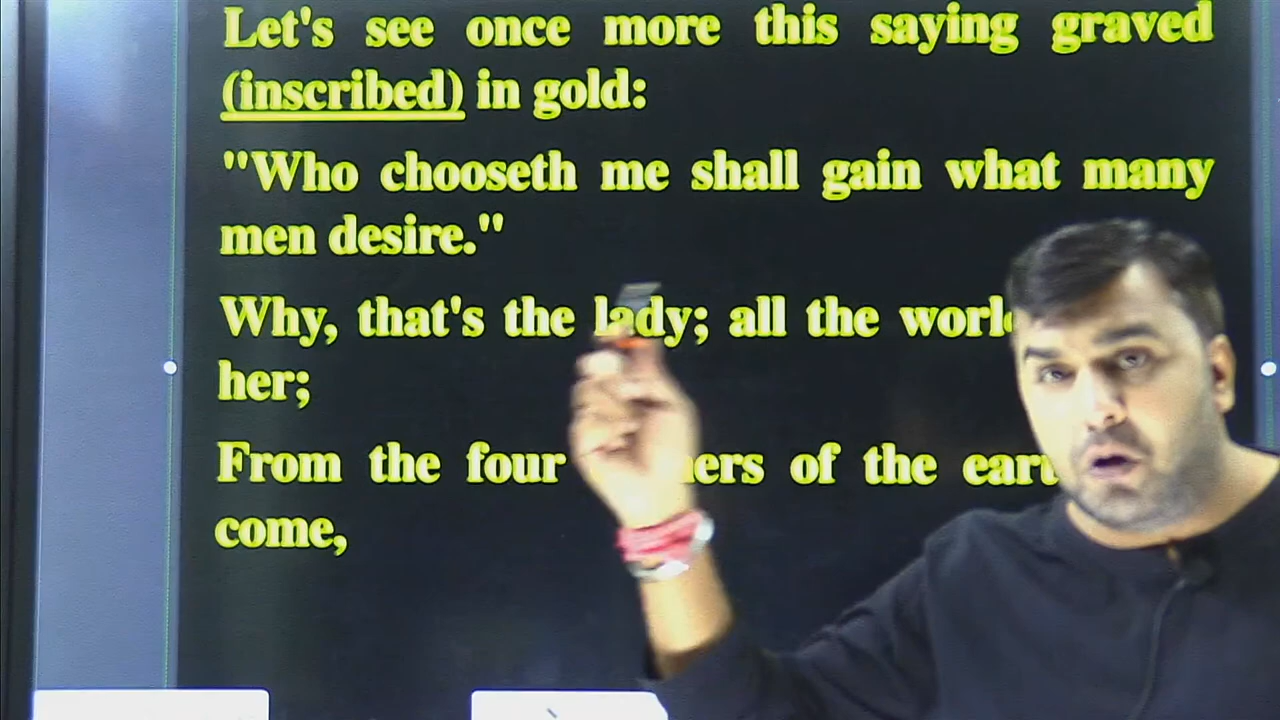 Let's see once more this saying graved
(inscribed) in gold:
"Who chooseth me shall gain what many
men desire."
Why, that's the lady; all the
her;
From the four of the
come,